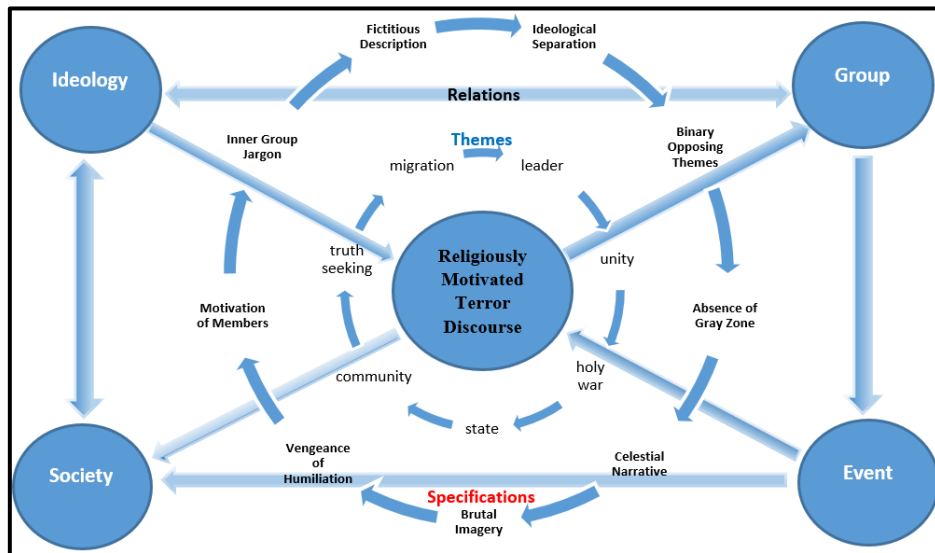 Fictitious
Description
Ideological
Separation
Ideology
Group
Relations
Inner Group
Jargon
Themes
Binary
Opposing
Themes
migration
leader
truth
seeking
Religiously
Motivated
Terror
Discourse
unity
Motivation
of Members
Absence of
Gray Zone
community
holy
war
state
Vengeance
of
Humiliation
Celestial
Narrative
Society
Event
Specifications
Brutal
Imagery